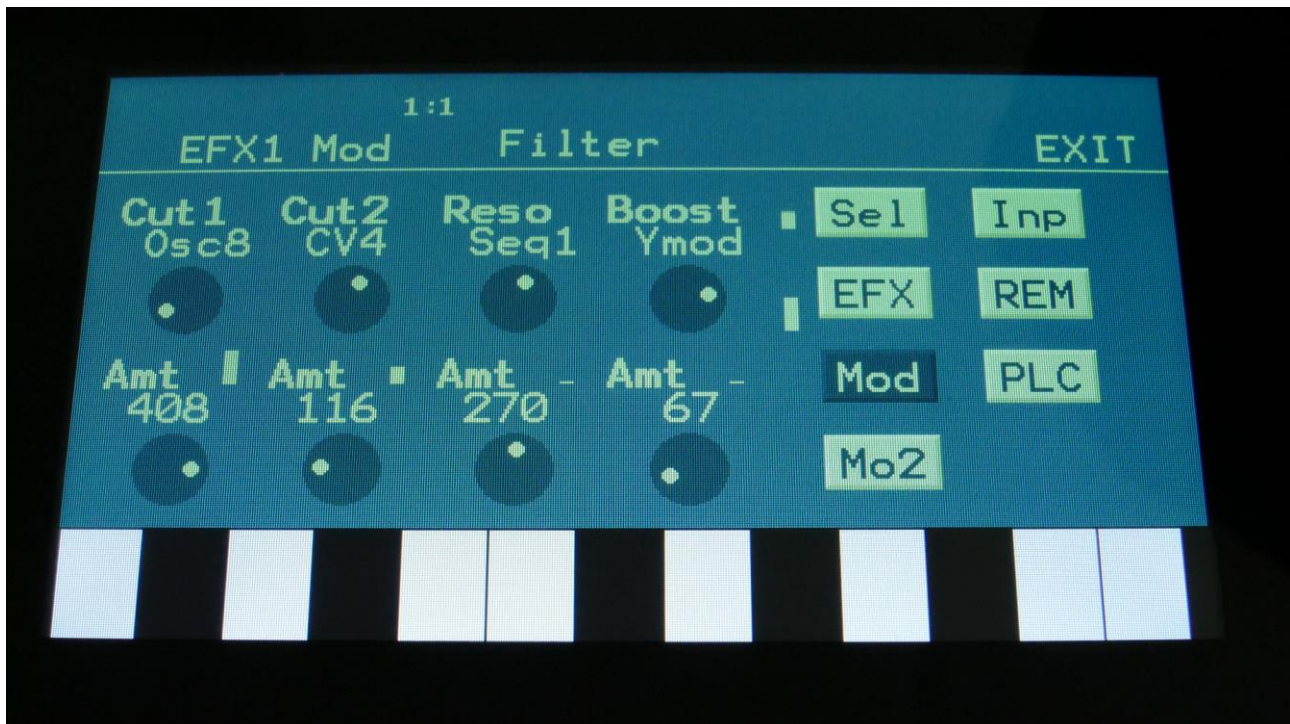 1:1
EFX1 Mod Filter EXIT
Cut1 Cut2 Reso Boost Sel Inp
Osc8 CV4 Seq1 Ymod
EFX REM
Amt Amt Amt Amt Mod PLC
408 116 270 67
Mo2